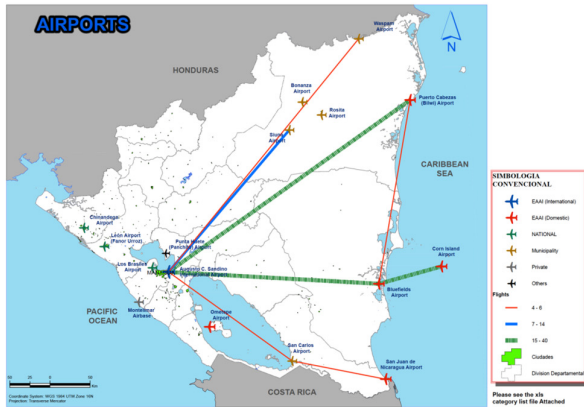 AIRPORTS
Waspam
Airport
N
HONDURAS
Bonanza
Airport
Rosita
Airport
Puerto Cabezas
(Bilwi) Airport
Siuna
Airport
CARIBBEAN
SEA
Chinandega
Airport
León Airport
(Fanor Urroz)
Punta Huete
(Panchito) Airport
Los Brasiles
Airport
Augusto C. Sandino
International Airport
Corn Island
Airport
Bluefields
Airport
Montelimar
Airbase
PACIFIC
OCEAN
Ometepe
Airport
San Carlos
Airport
San Juan de
Nicaragua Airport
COSTA RICA
Coordinate System: WGS 1984 UTM Zone 16N
Projection: Transverse Mercator
SIMBOLOGIA
CONVENCIONAL
EAAI (International)
EAAI (Domestic)
NATIONAL
Municipality
Private
Others
Flights
4 - 6
7 - 14
15 - 40
Ciudades
Division Departamental
Please see the xls
category list file Attached